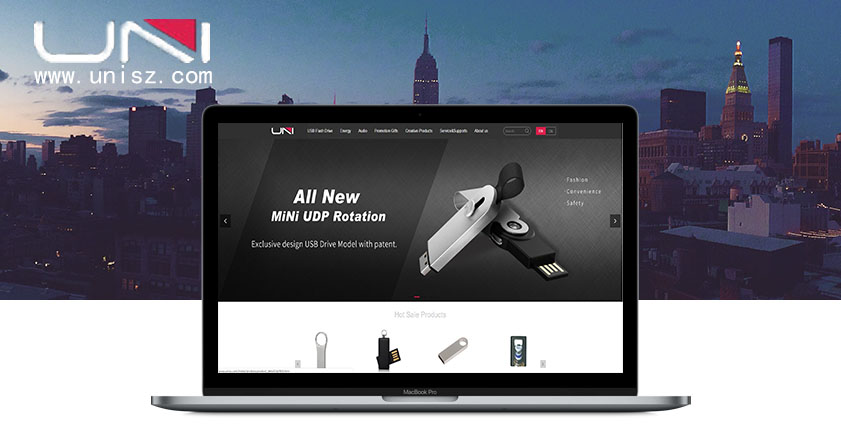 UNI
www.unisz.com
UNI USB Flash Drive Energy Audio Promotion Gifts Creative Products Service&Supports About us Search EN CN
All New
MiNi UDP Rotation
Exclusive design USB Drive Model with patent.
·Fashion
·Convenience
·Safety
Hot Sale Products
MacBook Pro